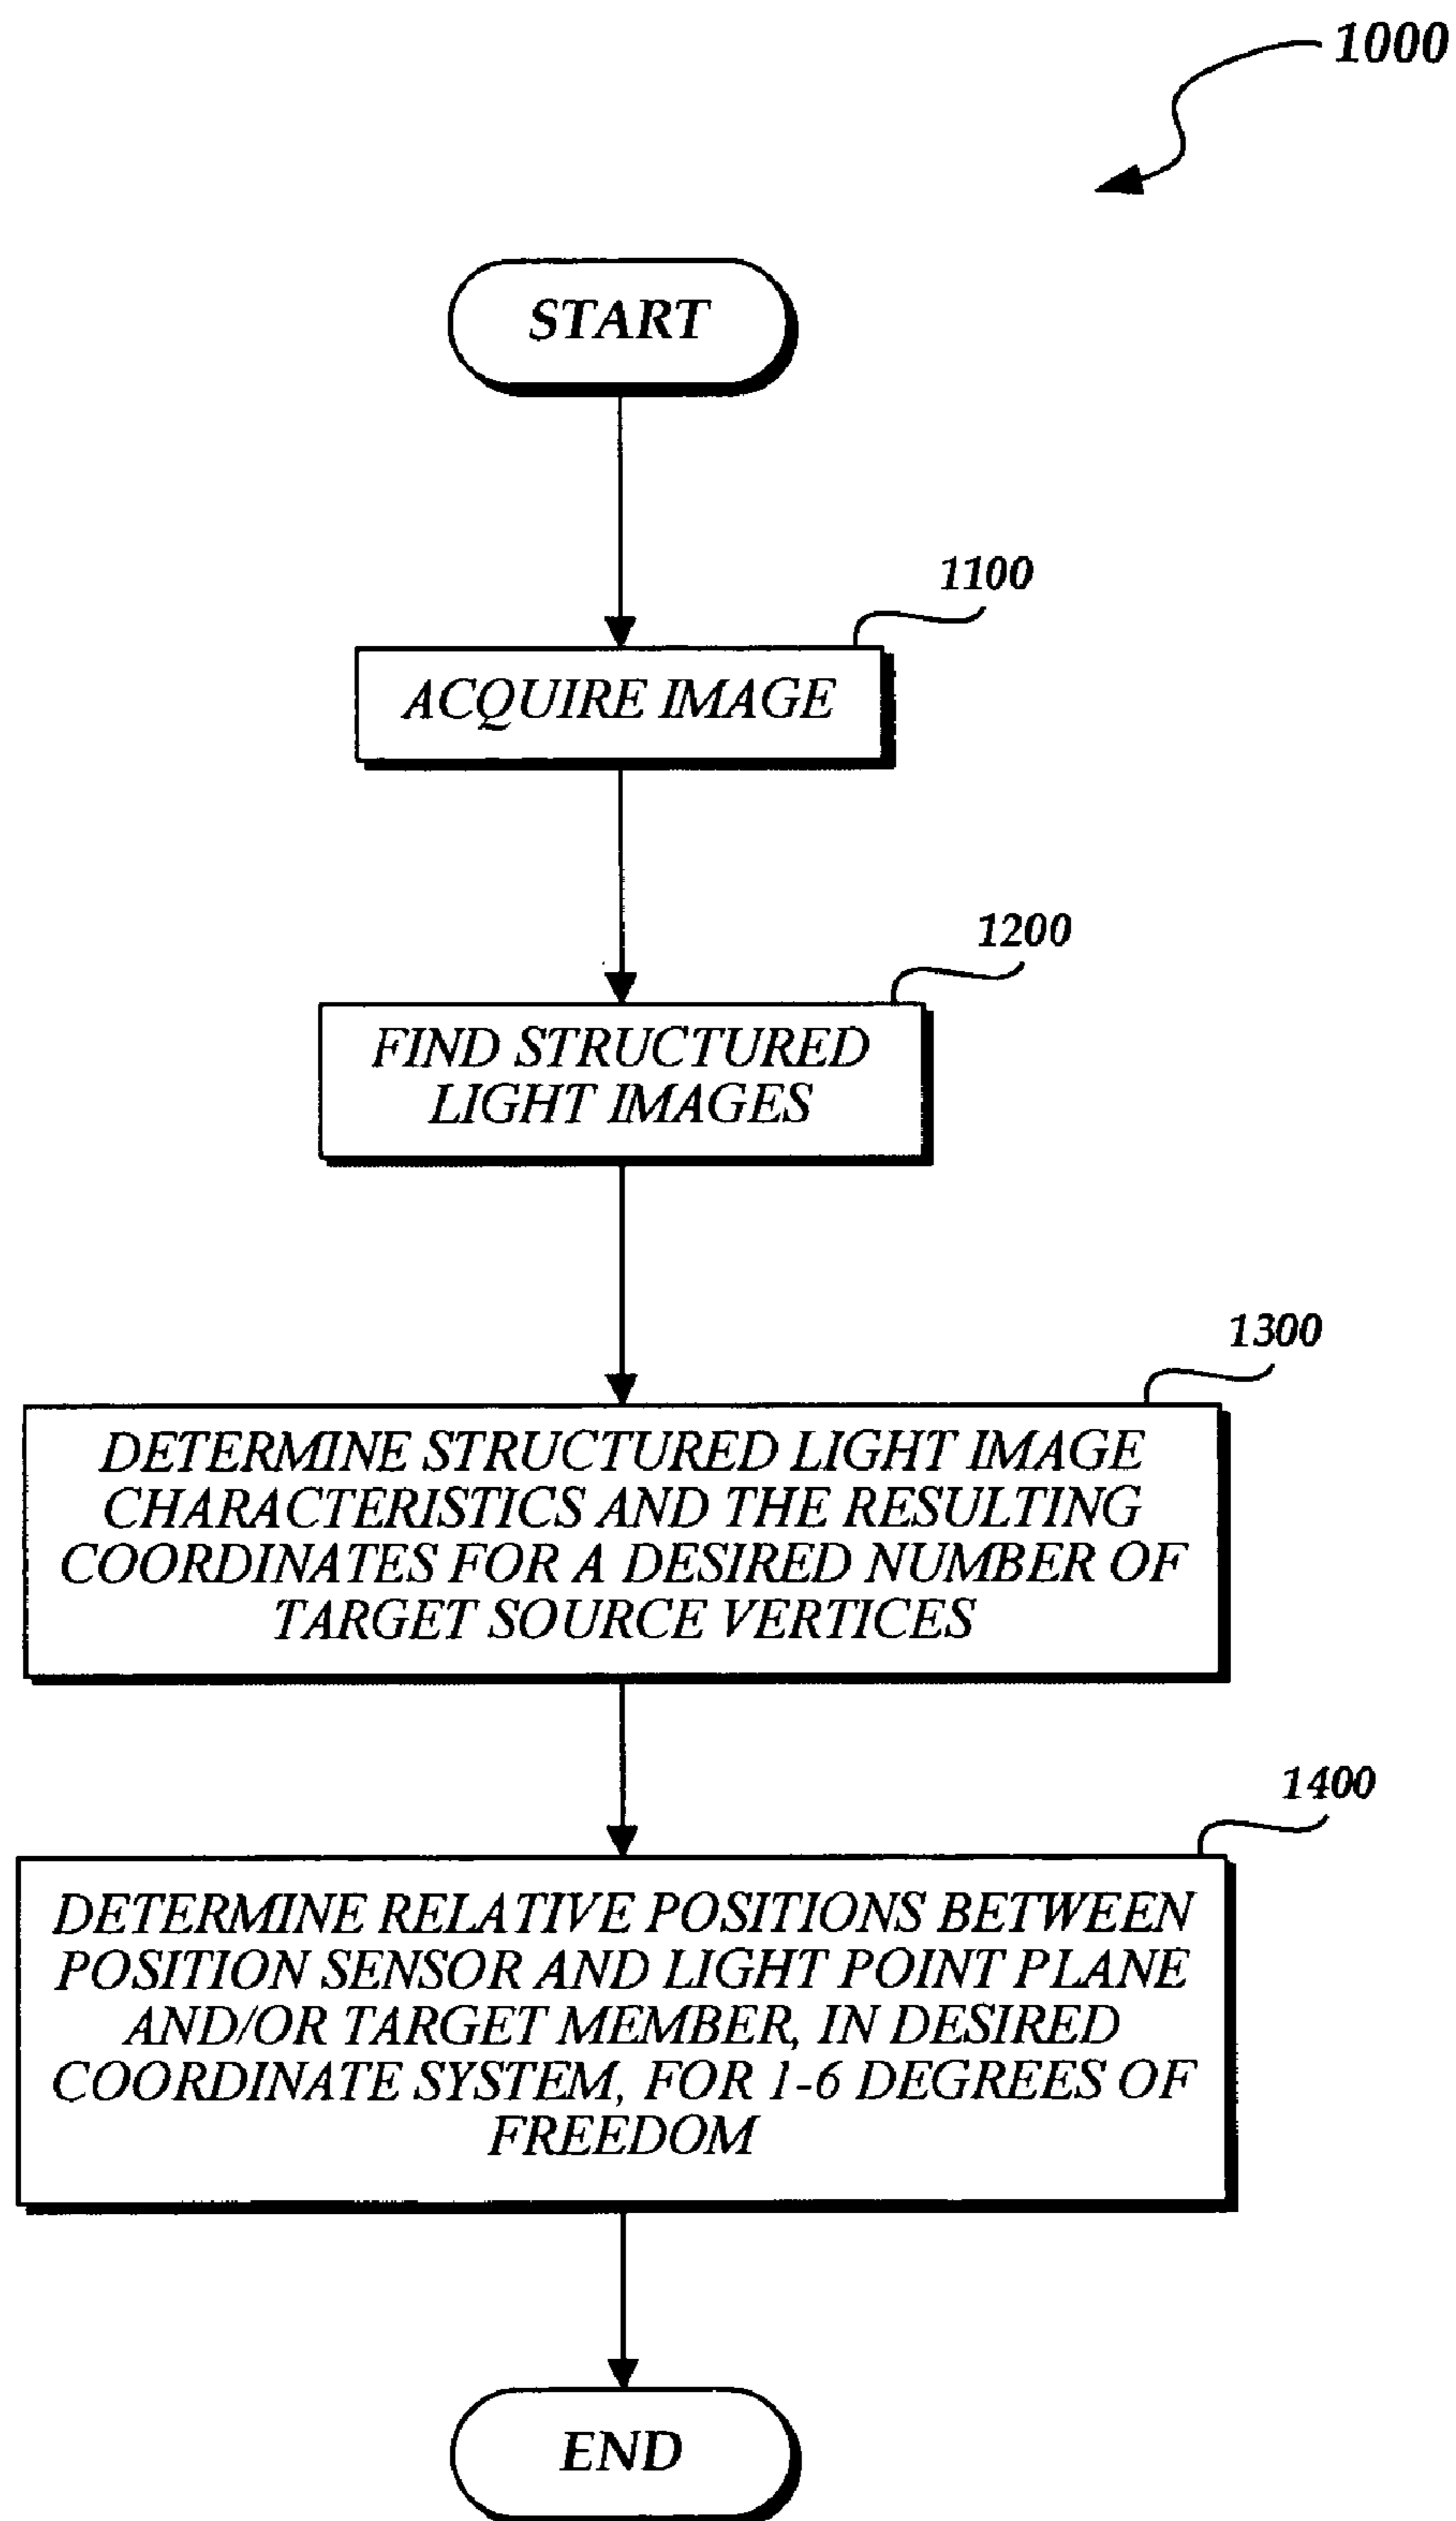 1000
START
1100
ACQUIRE IMAGE
1200
FIND STRUCTURED
LIGHT IMAGES
1300
DETERMINE STRUCTURED LIGHT IMAGE
CHARACTERISTICS AND THE RESULTING
COORDINATES FOR A DESIRED NUMBER OF
TARGET SOURCE VERTICES
1400
DETERMINE RELATIVE POSITIONS BETWEEN
POSITION SENSOR AND LIGHT POINT PLANE
AND/OR TARGET MEMBER, IN DESIRED
COORDINATE SYSTEM, FOR 1-6 DEGREES OF
FREEDOM
END